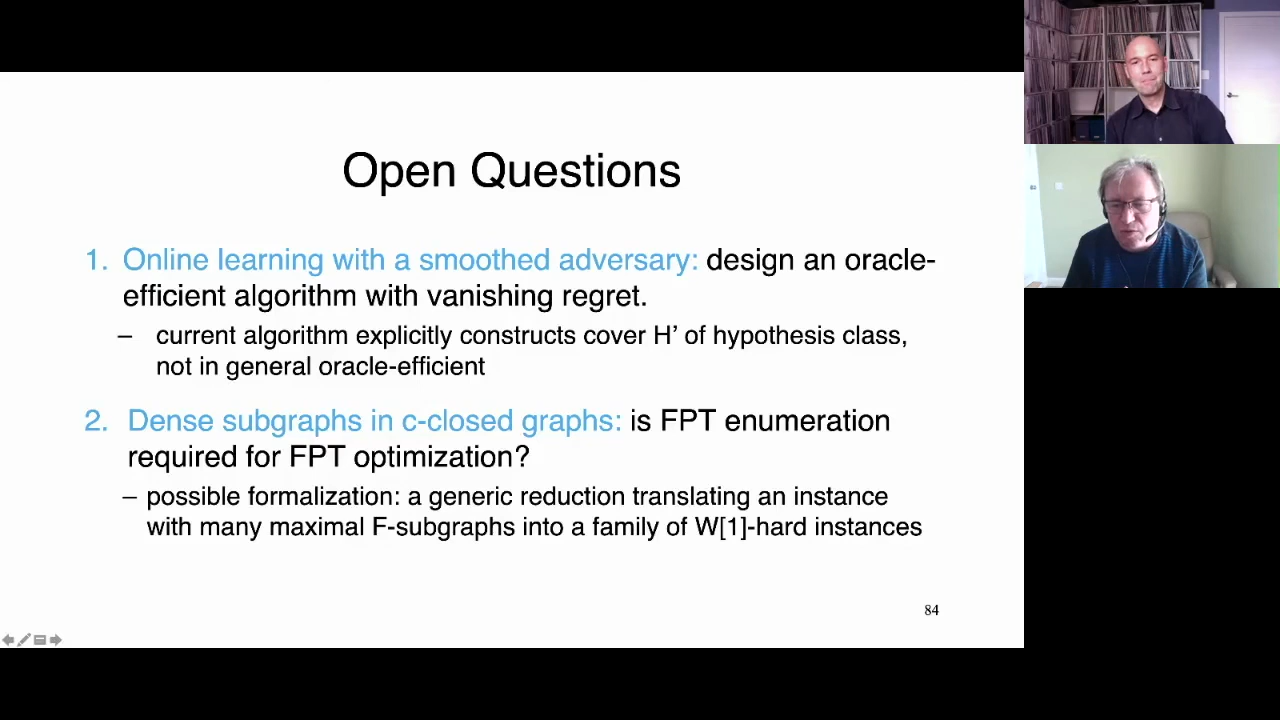 Open Questions
1. Online learning with a smoothed adversary: design an oracle-
efficient algorithm with vanishing regret.
– current algorithm explicitly constructs cover H’ of hypothesis class,
not in general oracle-efficient
2. Dense subgraphs in c-closed graphs: is FPT enumeration
required for FPT optimization?
– possible formalization: a generic reduction translating an instance
with many maximal F-subgraphs into a family of W[1]-hard instances
84